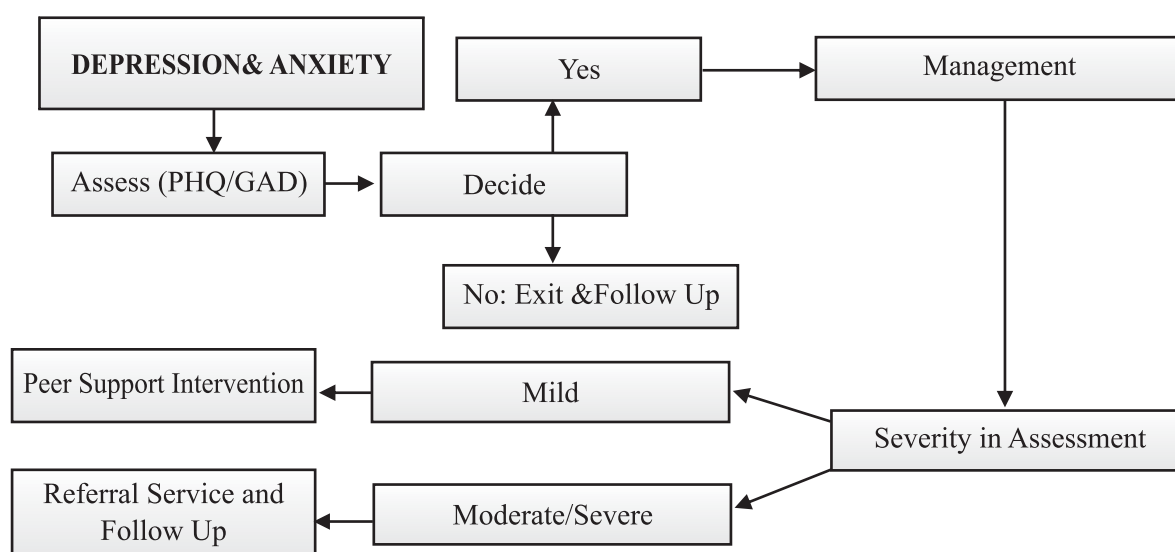 DEPRESSION& ANXIETY
Yes
Management
Assess (PHQ/GAD)
Decide
No: Exit &Follow Up
Peer Support Intervention
Mild
Severity in Assessment
Referral Service and
Follow Up
Moderate/Severe